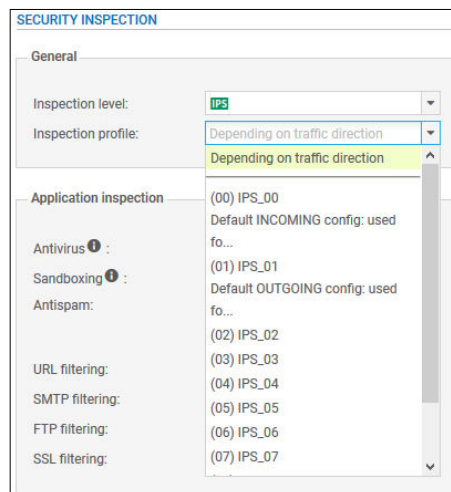 SECURITY INSPECTION
General
Inspection level:
IPS
Inspection profile:
Depending on traffic direction
Depending on traffic direction
(00) IPS_00
Default INCOMING config: used
fo...
(01) IPS_01
Default OUTGOING config: used
fo...
(02) IPS_02
(03) IPS_03
(04) IPS_04
(05) IPS_05
(06) IPS_06
(07) IPS_07
Application inspection
Antivirus :
Sandboxing :
Antispam:
URL filtering:
SMTP filtering:
FTP filtering:
SSL filtering: